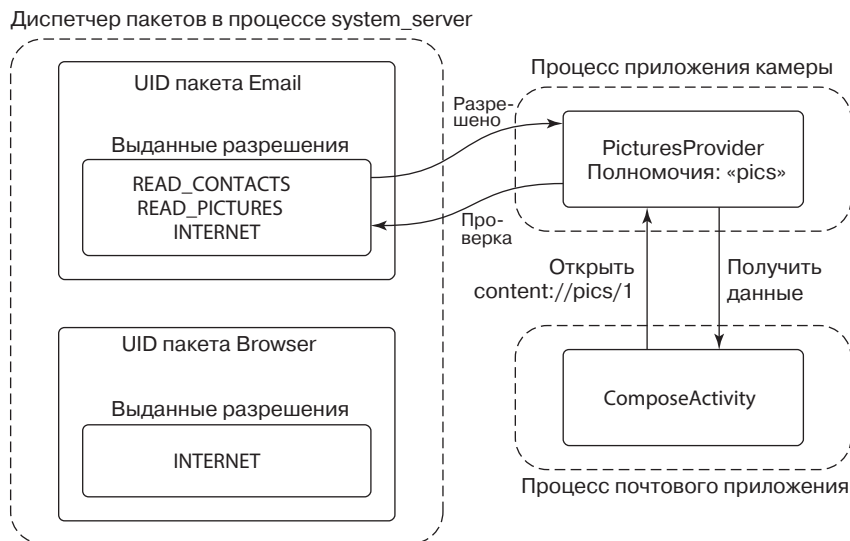 Диспетчер пакетов в процессе system_server
UID пакета Email
Выданные разрешения
READ_CONTACTS
READ_PICTURES
INTERNET
UID пакета Browser
Выданные разрешения
INTERNET
Разре-
шено
Про-
верка
Процесс приложения камеры
PicturesProvider
Полномочия: «pics»
Открыть
content://pics/1
Получить
данные
ComposeActivity
Процесс почтового приложения